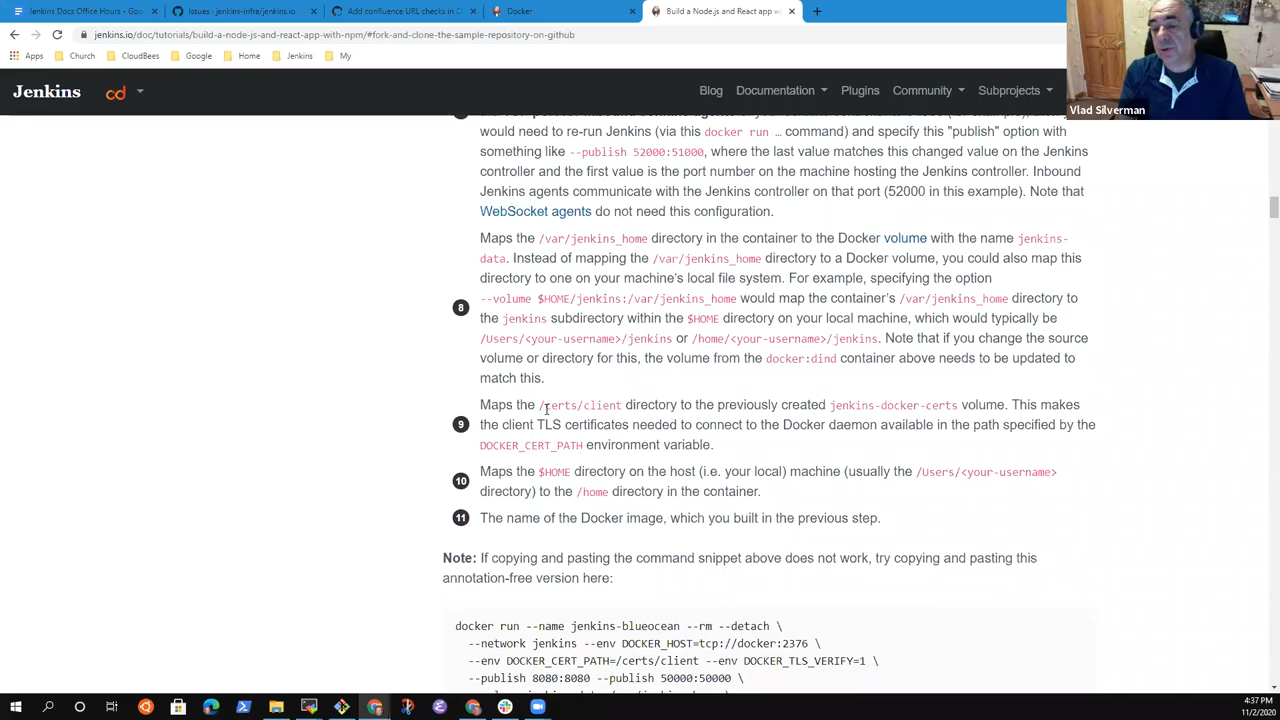 Jenkins Docs Office Hours - Goo
Issues - jenkins-infra/jenkins.io
Add confluence URL checks in
Docker
Build a Node.js and React app w
jenkins.io/doc/tutorials/build-a-node-js-and-react-app-with-npm/#fork-and-clone-the-sample-repository-on-github
Apps
Church
CloudBees
Google
Home
Jenkins
My
Vlad Silverman
Jenkins
cd
Blog
Documentation
Plugins
Community
Subprojects
would need to re-run Jenkins (via this docker run … command) and specify this "publish" option with
something like --publish 52000:51000, where the last value matches this changed value on the Jenkins
controller and the first value is the port number on the machine hosting the Jenkins controller. Inbound
Jenkins agents communicate with the Jenkins controller on that port (52000 in this example). Note that
WebSocket agents do not need this configuration.
8
Maps the /var/jenkins_home directory in the container to the Docker volume with the name jenkins-
data. Instead of mapping the /var/jenkins_home directory to a Docker volume, you could also map this
directory to one on your machine's local file system. For example, specifying the option
--volume $HOME/jenkins:/var/jenkins_home would map the container's /var/jenkins_home directory to
the jenkins subdirectory within the $HOME directory on your local machine, which would typically be
/Users/<your-username>/jenkins or /home/<your-username>/jenkins. Note that if you change the source
volume or directory for this, the volume from the docker:dind container above needs to be updated to
match this.
9
Maps the /certs/client directory to the previously created jenkins-docker-certs volume. This makes
the client TLS certificates needed to connect to the Docker daemon available in the path specified by the
DOCKER_CERT_PATH environment variable.
10
Maps the $HOME directory on the host (i.e. your local) machine (usually the /Users/<your-username>
directory) to the /home directory in the container.
11
The name of the Docker image, which you built in the previous step.
Note: If copying and pasting the command snippet above does not work, try copying and pasting this
annotation-free version here:
docker run --name jenkins-blueocean --rm --detach \
--network jenkins --env DOCKER_HOST=tcp://docker:2376 \
--env DOCKER_CERT_PATH=/certs/client --env DOCKER_TLS_VERIFY=1 \
--publish 8080:8080 --publish 50000:50000 \
4:37 PM
11/2/2020